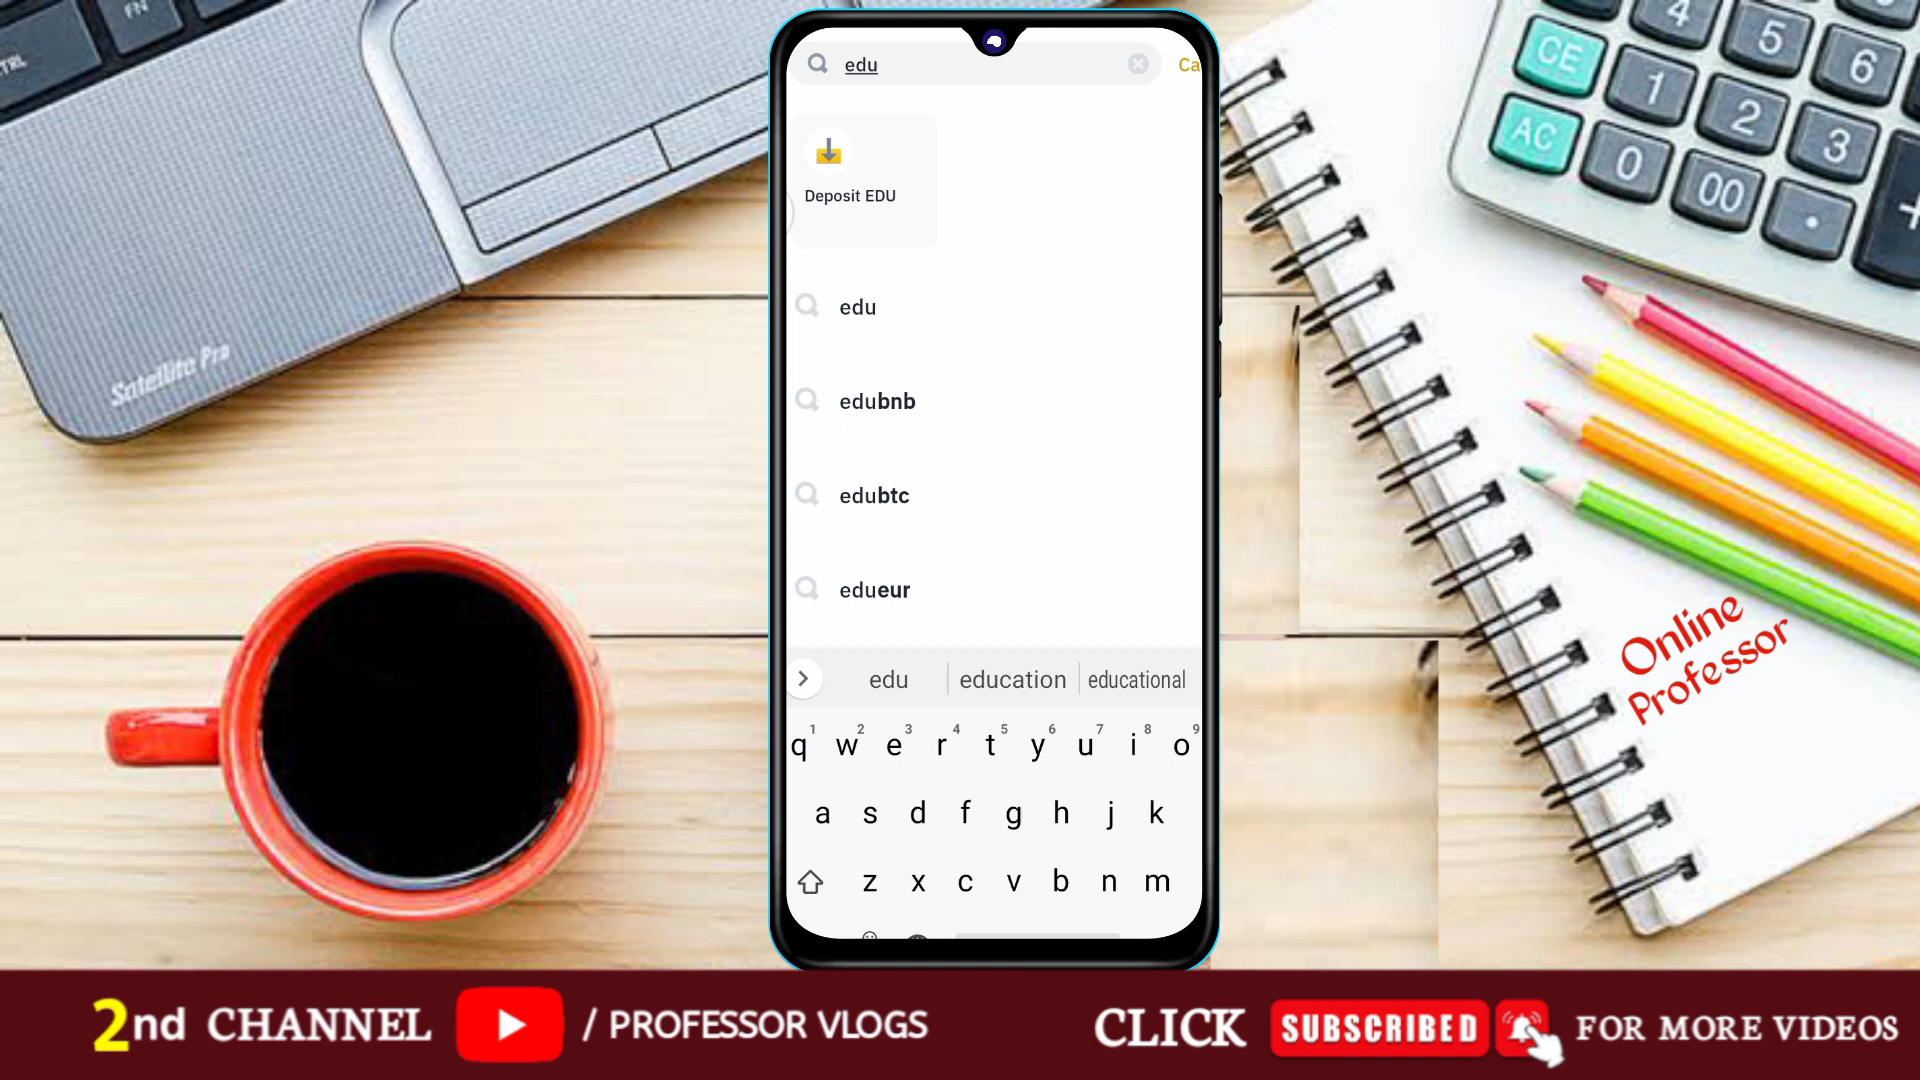 FN
CTRL
Satellite Pro
edu
Ca
Deposit EDU
edu
edubnb
edubtc
edueur
edu education educational
1 2 3 4 5 6 7 8 9
q w e r t y u i o
a s d f g h j k
z x c v b n m
4 5
CE 1 2 6
AC 0 00 3
. +
Online
Professor
2nd CHANNEL / PROFESSOR VLOGS
CLICK SUBSCRIBED FOR MORE VIDEOS